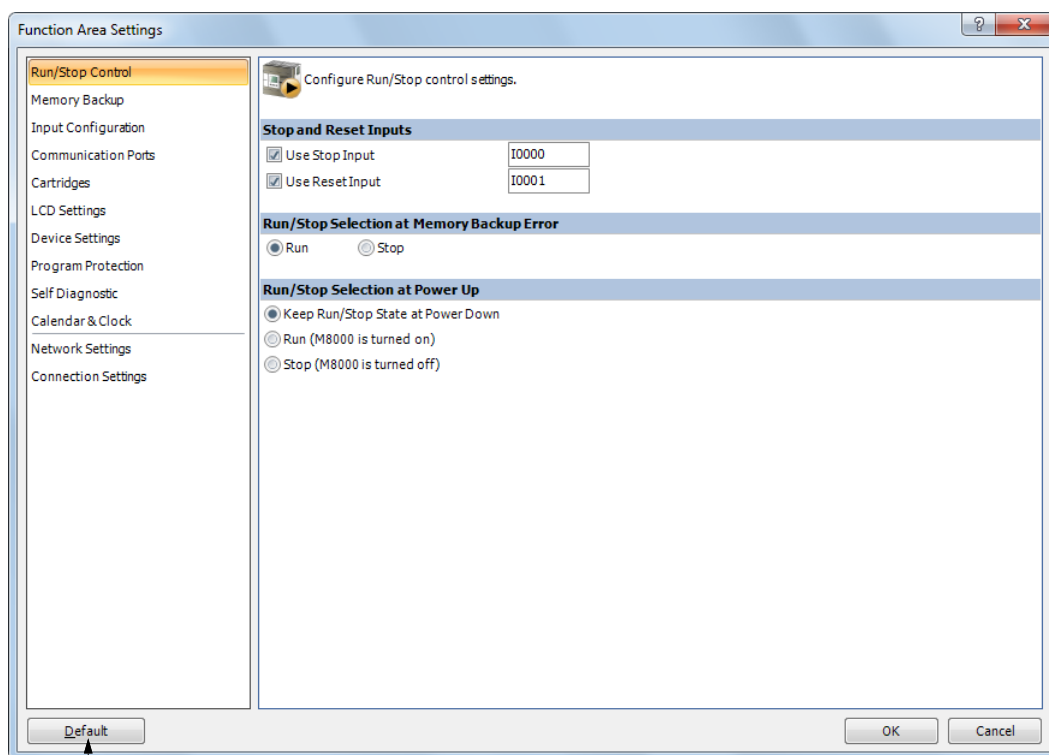 Function Area Settings
?
Run/Stop Control
Memory Backup
Input Configuration
Communication Ports
Cartridges
LCD Settings
Device Settings
Program Protection
Self Diagnostic
Calendar & Clock
Network Settings
Connection Settings
Configure Run/Stop control settings.
Stop and Reset Inputs
Use Stop Input I0000
Use Reset Input I0001
Run/Stop Selection at Memory Backup Error
Run Stop
Run/Stop Selection at Power Up
Keep Run/Stop State at Power Down
Run (M8000 is turned on)
Stop (M8000 is turned off)
Default OK Cancel